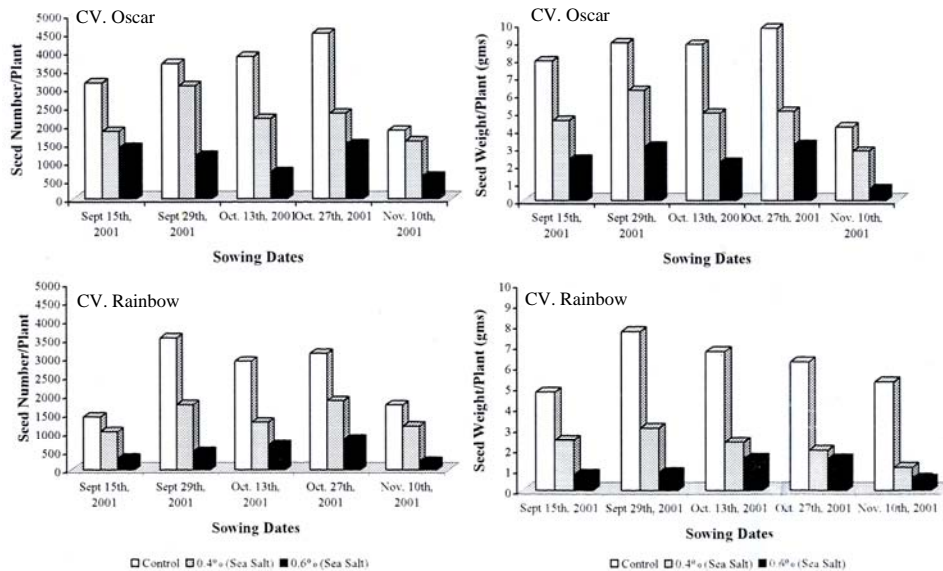 CV. Oscar
Seed Number/Plant
5000
4500
4000
3500
3000
2500
2000
1500
1000
500
0
Sept 15th, 2001
Sept 29th, 2001
Oct. 13th, 2001
Oct. 27th, 2001
Nov. 10th, 2001
Sowing Dates
CV. Oscar
Seed Weight/Plant (gms)
10
9
8
7
6
5
4
3
2
1
0
Sept 15th, 2001
Sept 29th, 2001
Oct. 13th, 2001
Oct. 27th, 2001
Nov. 10th, 2001
Sowing Dates
CV. Rainbow
Seed Number/Plant
5000
4500
4000
3500
3000
2500
2000
1500
1000
500
0
Sept 15th, 2001
Sept 29th, 2001
Oct. 13th, 2001
Oct. 27th, 2001
Nov. 10th, 2001
Sowing Dates
Control 0.4% (Sea Salt) 0.6% (Sea Salt)
CV. Rainbow
Seed Weight/Plant (gms)
10
9
8
7
6
5
4
3
2
1
0
Sept 15th, 2001
Sept 29th, 2001
Oct. 13th, 2001
Oct. 27th, 2001
Nov. 10th, 2001
Sowing Dates
Control 0.4% (Sea Salt) 0.6% (Sea Salt)